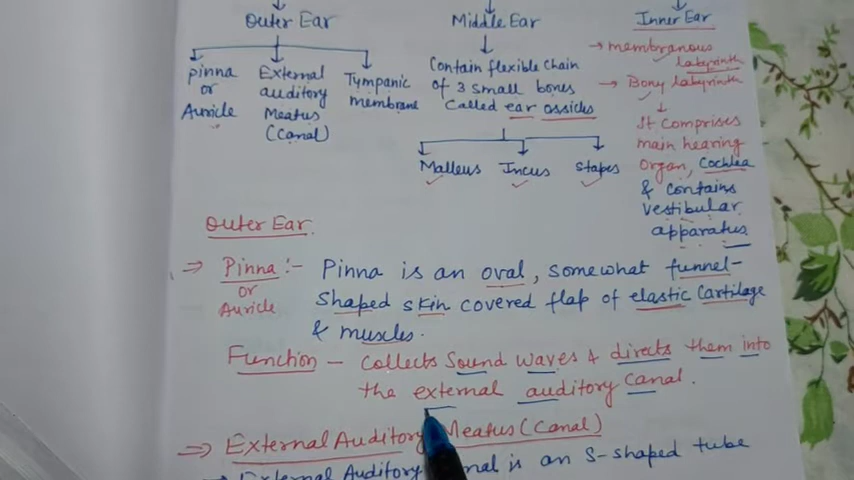 Outer Ear
Middle Ear
Inner Ear
pinna
or
Auricle
External
auditory
Meatus
(Canal)
Tympanic
membrane
Contain flexible chain
of 3 small bones
Called ear ossicles
Malleus Incus Stapes
→ membranous
labyrinth
→ Bony labyrinth
It comprises
main hearing
Organ, Cochlea
& contains
vestibular
apparatus
Outer Ear
⇒ Pinna :- Pinna is an oval, somewhat funnel-
or
Auricle
shaped skin covered flap of elastic Cartilage
& muscles.
Function - Collects Sound waves & directs them into
the external auditory Canal.
⇒ External Auditory Meatus (Canal)
→ External Auditory nal is an S-shaped tube